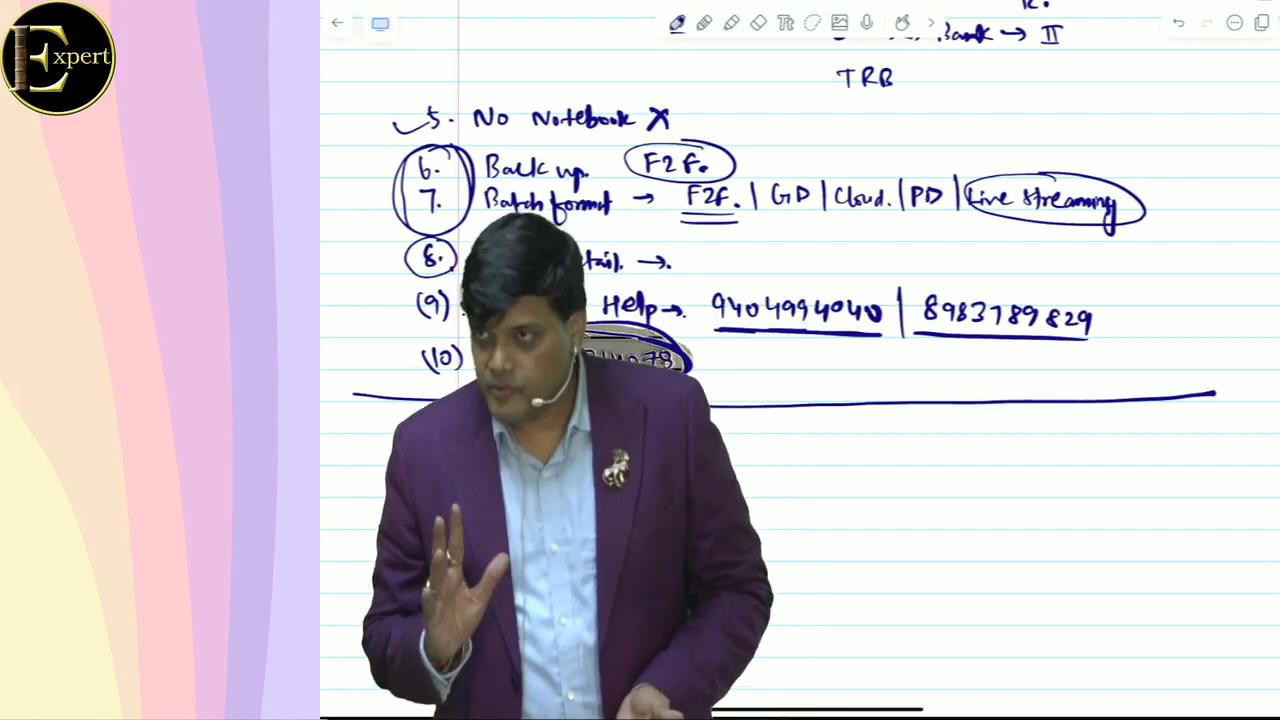 Expert
Bank → II
TRB
5. No Notebook X
6. Back up. F2F.
7. Batch format → F2F. | GD | Cloud. | PD | Live Streaming
8. →.
(9) Help→. 9404994040 | 8983789829
(10)